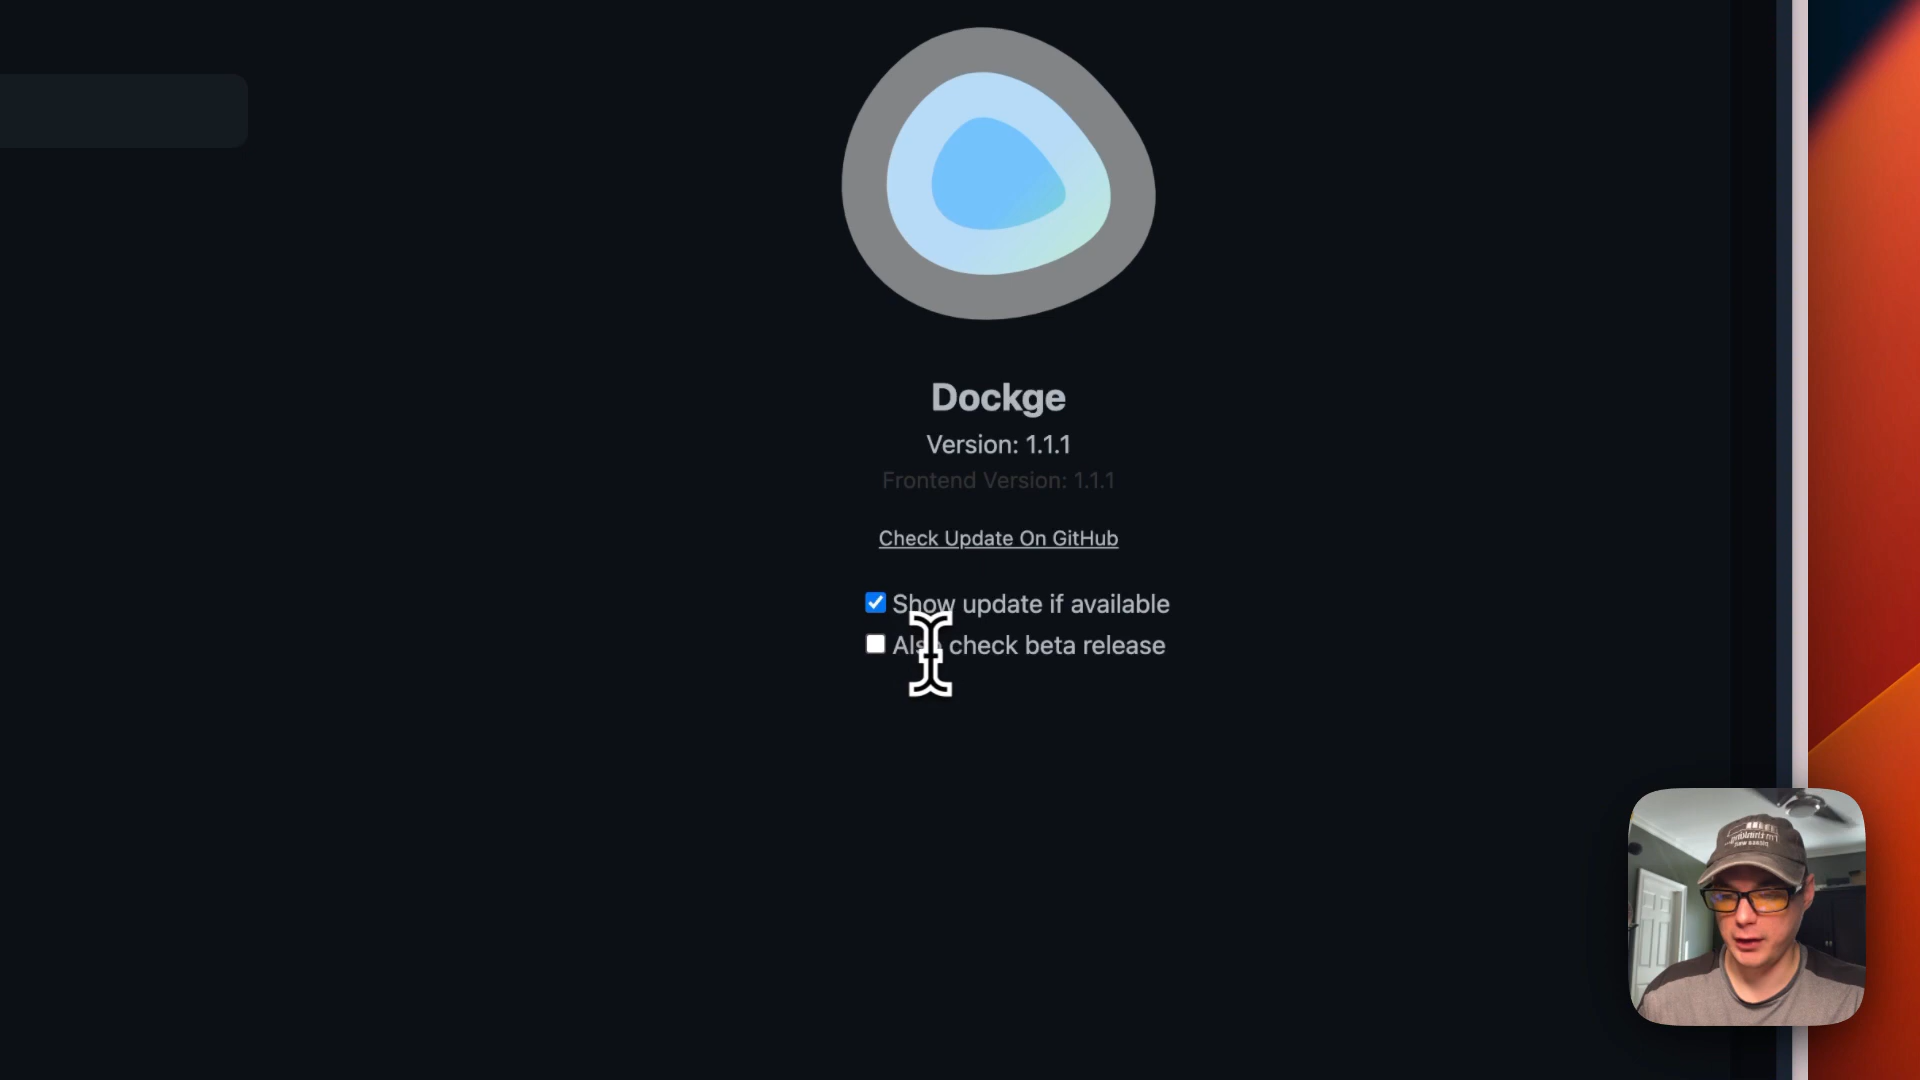 Dockge
Version: 1.1.1
Frontend Version: 1.1.1
Check Update On GitHub
Show update if available
Also check beta release